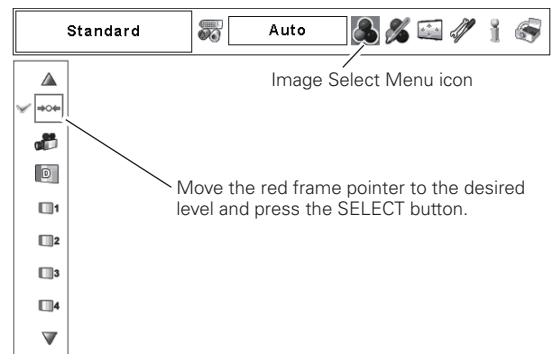 Standard
Auto
Image Select Menu icon
Move the red frame pointer to the desired
level and press the SELECT button.
D
1
2
3
4